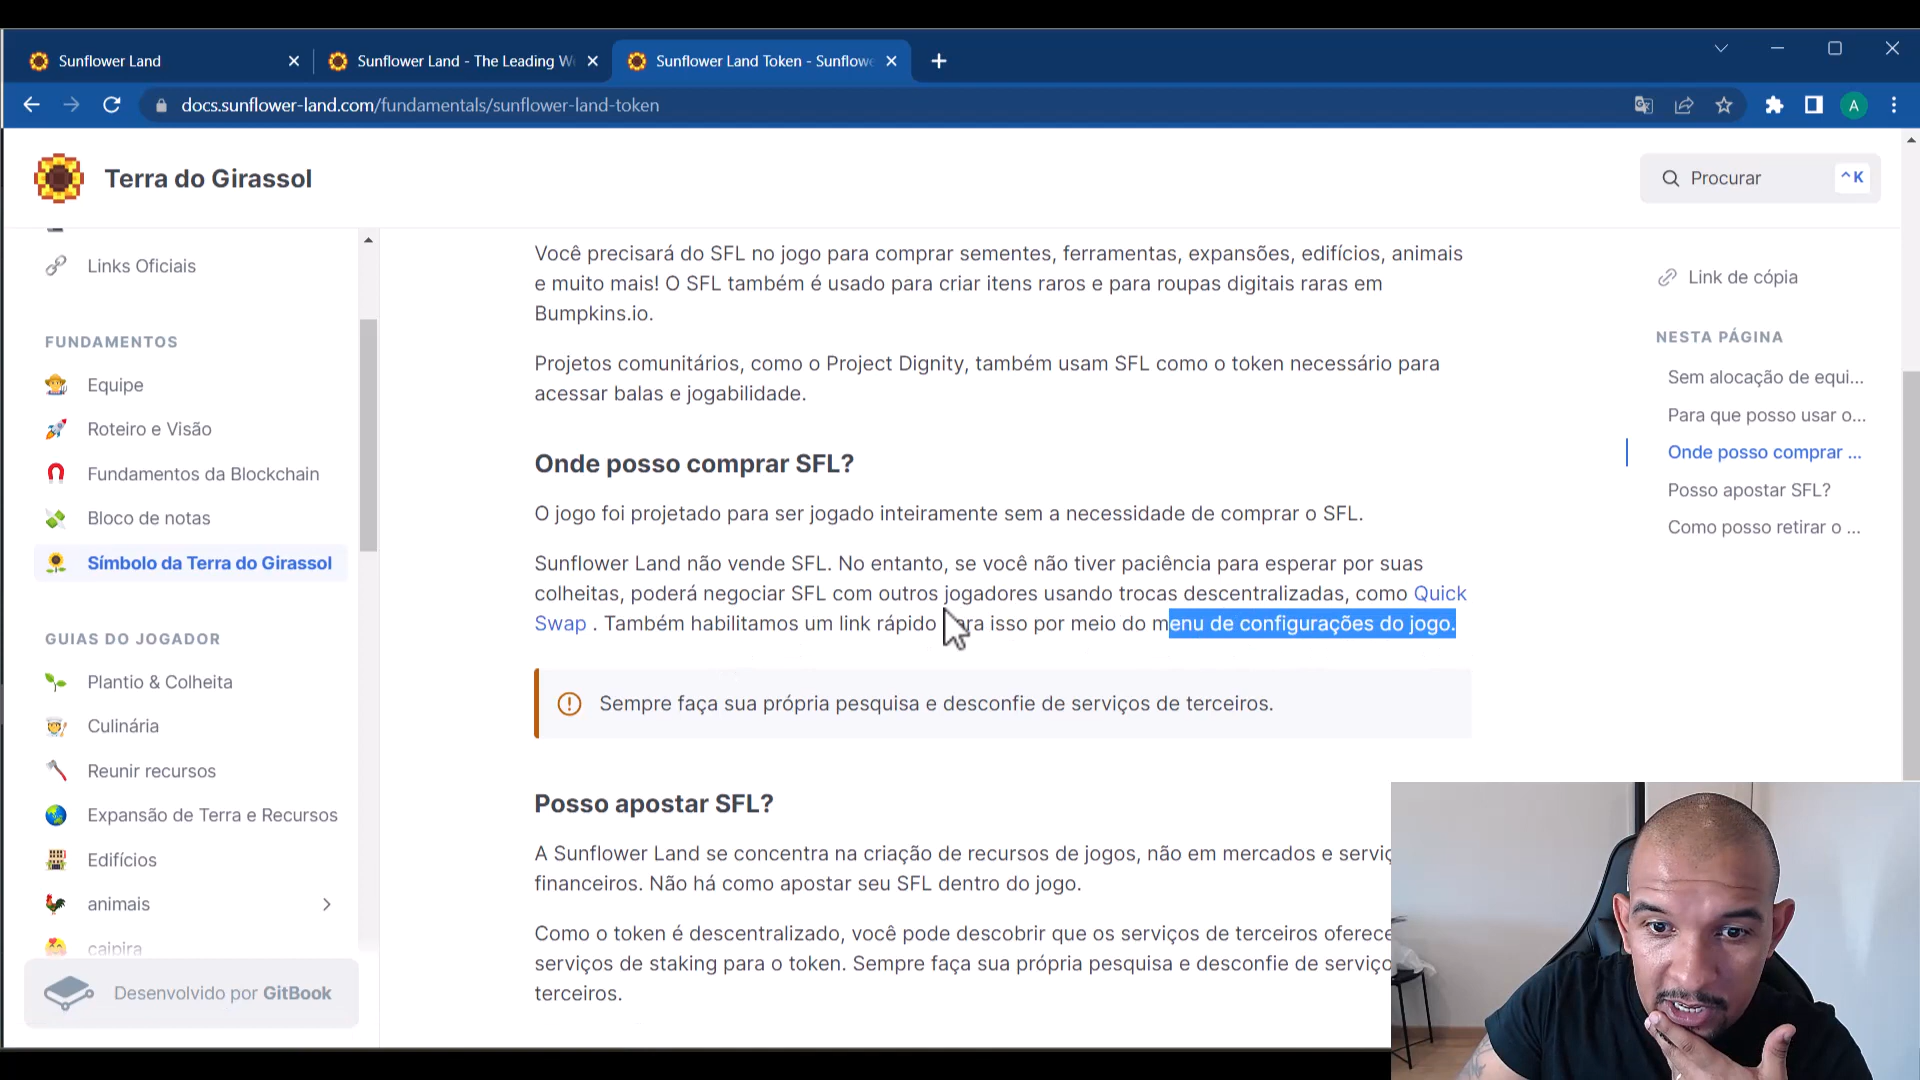 Sunflower Land
Sunflower Land - The Leading W
Sunflower Land Token - Sunflow
docs.sunflower-land.com/fundamentals/sunflower-land-token
A
Terra do Girassol
Procurar
^K
Links Oficiais
FUNDAMENTOS
Equipe
Roteiro e Visão
Fundamentos da Blockchain
Bloco de notas
Símbolo da Terra do Girassol
GUIAS DO JOGADOR
Plantio & Colheita
Culinária
Reunir recursos
Expansão de Terra e Recursos
Edifícios
animais
caipira
Desenvolvido por GitBook
Você precisará do SFL no jogo para comprar sementes, ferramentas, expansões, edifícios, animais
e muito mais! O SFL também é usado para criar itens raros e para roupas digitais raras em
Bumpkins.io.
Projetos comunitários, como o Project Dignity, também usam SFL como o token necessário para
acessar balas e jogabilidade.
Onde posso comprar SFL?
O jogo foi projetado para ser jogado inteiramente sem a necessidade de comprar o SFL.
Sunflower Land não vende SFL. No entanto, se você não tiver paciência para esperar por suas
colheitas, poderá negociar SFL com outros jogadores usando trocas descentralizadas, como Quick
Swap . Também habilitamos um link rápido para isso por meio do menu de configurações do jogo.
Sempre faça sua própria pesquisa e desconfie de serviços de terceiros.
Posso apostar SFL?
A Sunflower Land se concentra na criação de recursos de jogos, não em mercados e serviç
financeiros. Não há como apostar seu SFL dentro do jogo.
Como o token é descentralizado, você pode descobrir que os serviços de terceiros oferece
serviços de staking para o token. Sempre faça sua própria pesquisa e desconfie de serviço
terceiros.
Link de cópia
NESTA PÁGINA
Sem alocação de equi...
Para que posso usar o...
Onde posso comprar ...
Posso apostar SFL?
Como posso retirar o ...